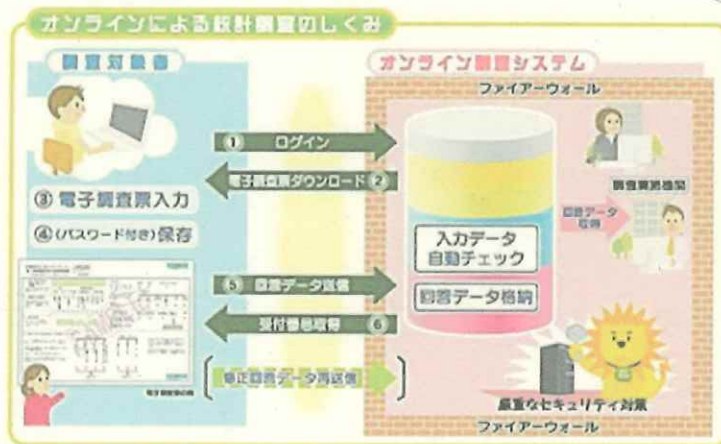 オンラインによる統計調査のしくみ
調査対象者
オンライン調査システム
ファイアーウォール
① ログイン
電子調査票ダウンロード ②
③ 電子調査票入力
④(パスワード付き)保存
調査実施機関
回答データ
取得
入力データ
自動チェック
回答データ格納
⑤ 回答データ送信
受付番号取得 ⑥
修正回答データ再送信
厳重なセキュリティ対策
ファイアーウォール